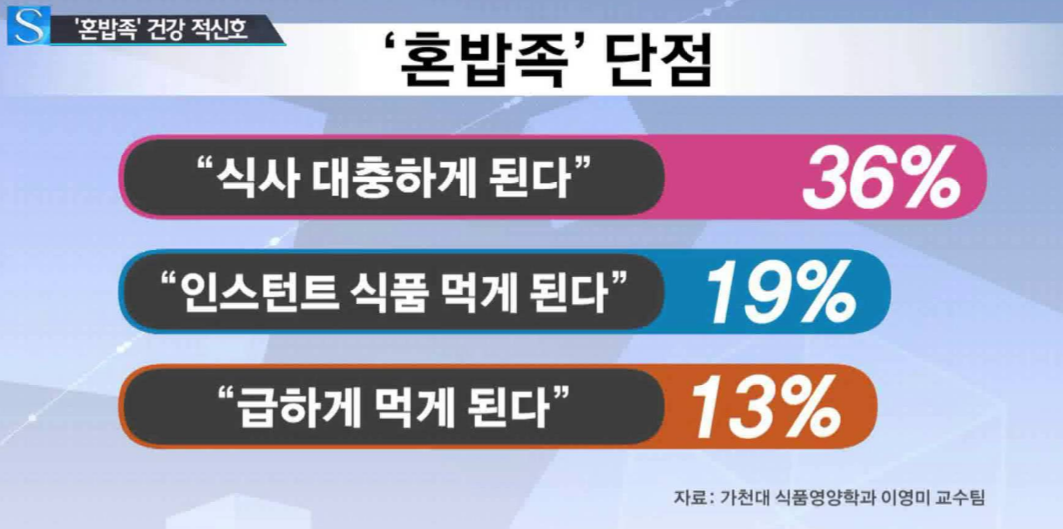 S '혼밥족' 건강 적신호
‘혼밥족’ 단점
“식사 대충하게 된다” 36%
“인스턴트 식품 먹게 된다” 19%
“급하게 먹게 된다” 13%
자료: 가천대 식품영양학과 이영미 교수팀